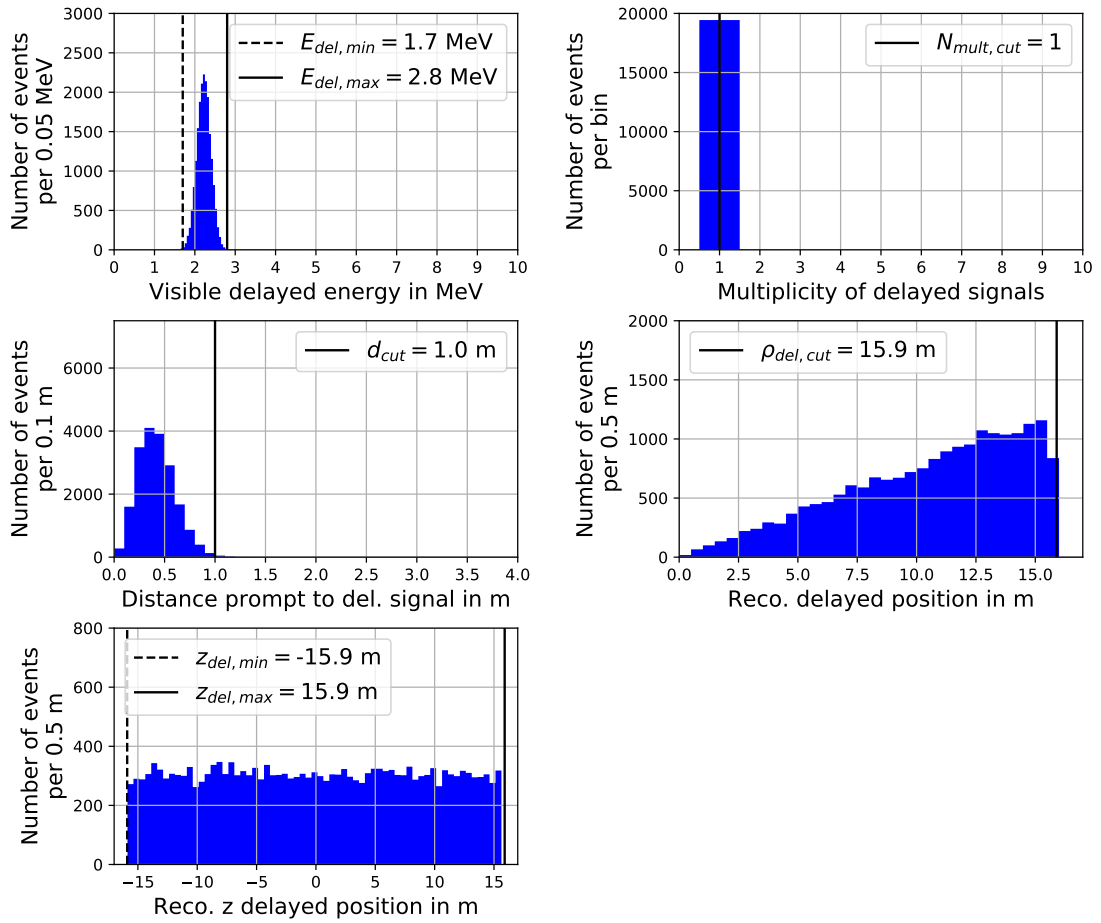 Number of events
per 0.05 MeV
3000
2500
2000
1500
1000
500
0
E_del,min = 1.7 MeV
E_del,max = 2.8 MeV
0 1 2 3 4 5 6 7 8 9 10
Visible delayed energy in MeV
Number of events
per bin
20000
15000
10000
5000
0
N_mult,cut = 1
0 1 2 3 4 5 6 7 8 9 10
Multiplicity of delayed signals
Number of events
per 0.1 m
6000
4000
2000
0
d_cut = 1.0 m
0.0 0.5 1.0 1.5 2.0 2.5 3.0 3.5 4.0
Distance prompt to del. signal in m
Number of events
per 0.5 m
2000
1500
1000
500
0
ρ_del,cut = 15.9 m
0.0 2.5 5.0 7.5 10.0 12.5 15.0
Reco. delayed position in m
Number of events
per 0.5 m
800
600
400
200
0
z_del,min = -15.9 m
z_del,max = 15.9 m
−15 −10 −5 0 5 10 15
Reco. z delayed position in m